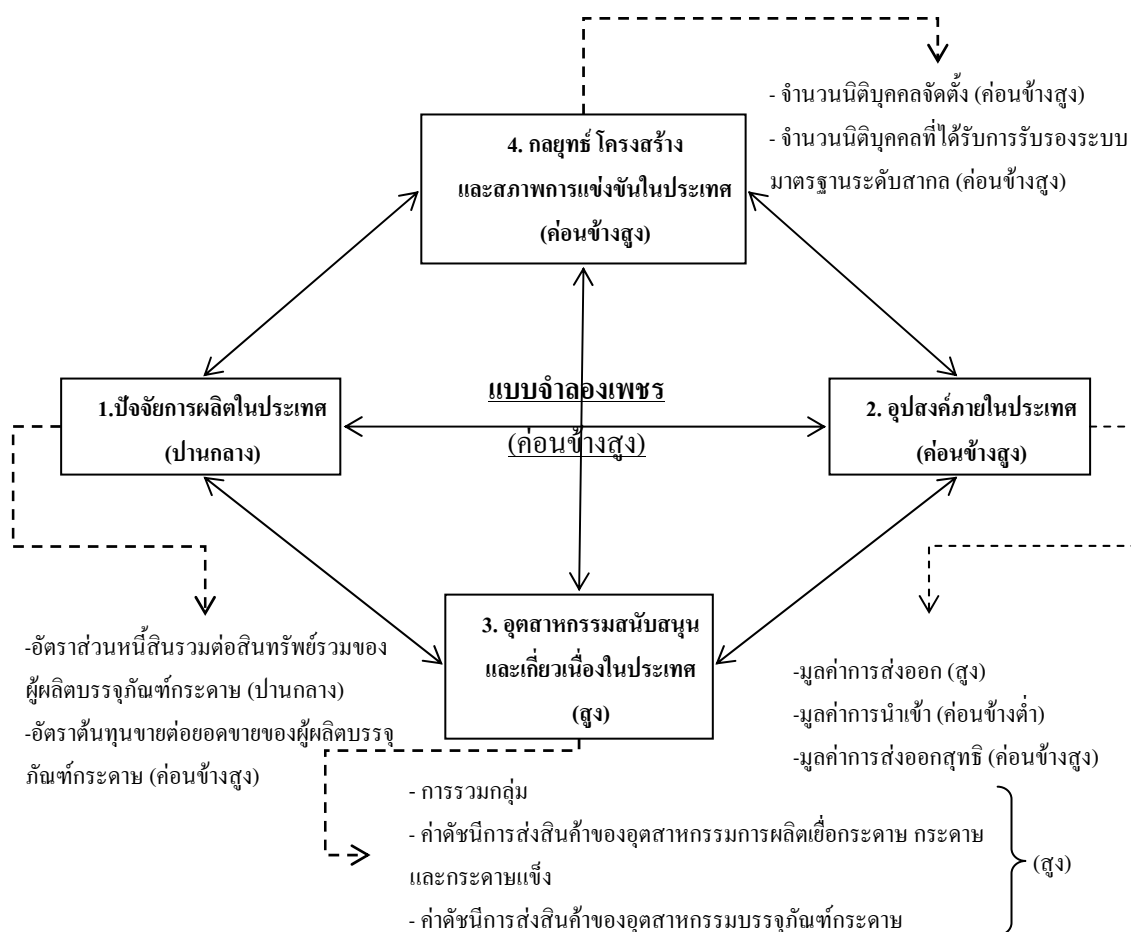 - จำนวนนิติบุคคลจัดตั้ง (ค่อนข้างสูง)
- จำนวนนิติบุคคลที่ได้รับการรับรองระบบ
มาตรฐานระดับสากล (ค่อนข้างสูง)
4. กลยุทธ์ โครงสร้าง
และสภาพการแข่งขันในประเทศ
(ค่อนข้างสูง)
แบบจำลองเพชร
(ค่อนข้างสูง)
1.ปัจจัยการผลิตในประเทศ
(ปานกลาง)
2. อุปสงค์ภายในประเทศ
(ค่อนข้างสูง)
3. อุตสาหกรรมสนับสนุน
และเกี่ยวเนื่องในประเทศ
(สูง)
-อัตราส่วนหนี้สินรวมต่อสินทรัพย์รวมของ
ผู้ผลิตบรรจุภัณฑ์กระดาษ (ปานกลาง)
-อัตราต้นทุนขายต่อยอดขายของผู้ผลิตบรรจุ
ภัณฑ์กระดาษ (ค่อนข้างสูง)
-มูลค่าการส่งออก (สูง)
-มูลค่าการนำเข้า (ค่อนข้างต่ำ)
-มูลค่าการส่งออกสุทธิ (ค่อนข้างสูง)
- การรวมกลุ่ม
- ค่าดัชนีการส่งสินค้าของอุตสาหกรรมการผลิตเยื่อกระดาษ กระดาษ
และกระดาษแข็ง
- ค่าดัชนีการส่งสินค้าของอุตสาหกรรมบรรจุภัณฑ์กระดาษ
(สูง)